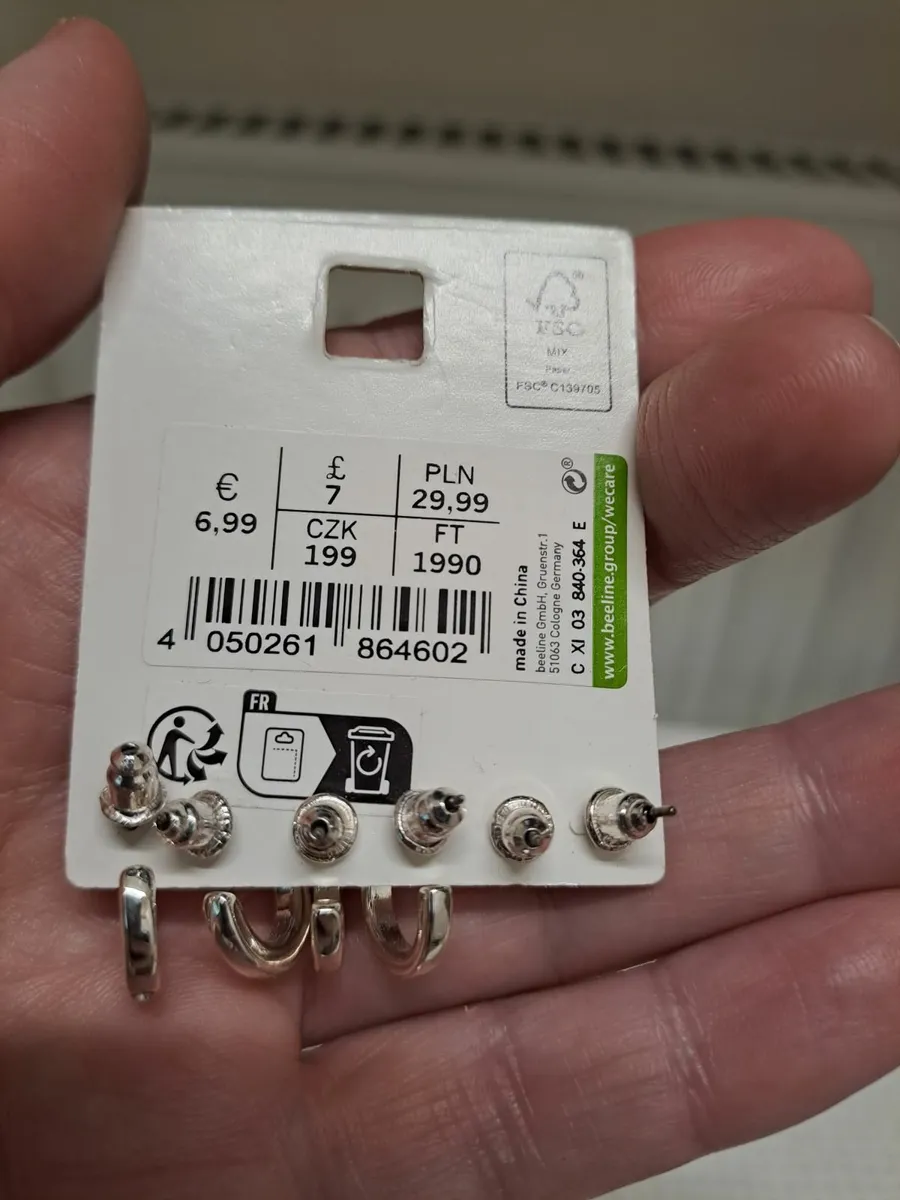 FSC®
MIX
Paper
FSC® C139705
€
6,99
£
7
PLN
29,99
CZK
199
FT
1990
4 050261 864602
made in China
beeline GmbH, Gruenstr.1
51063 Cologne Germany
C XI 03 840-364 E
www.beeline.group/wecare
FR